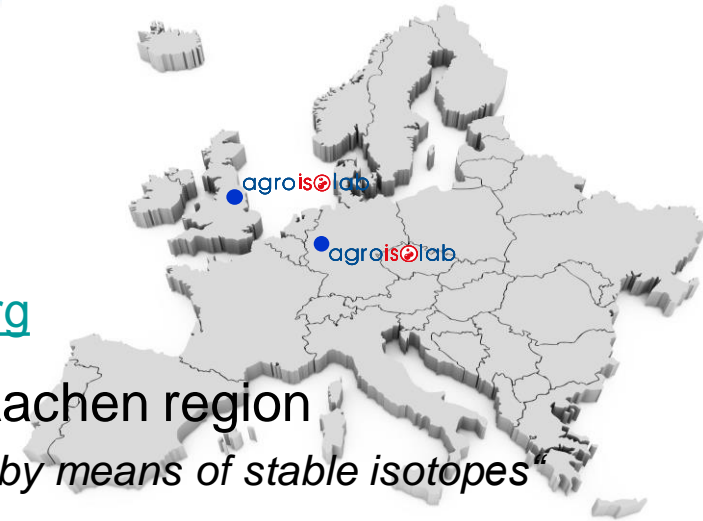 agroisolab
agroisolab
rg
achen region
by means of stable isotopes“